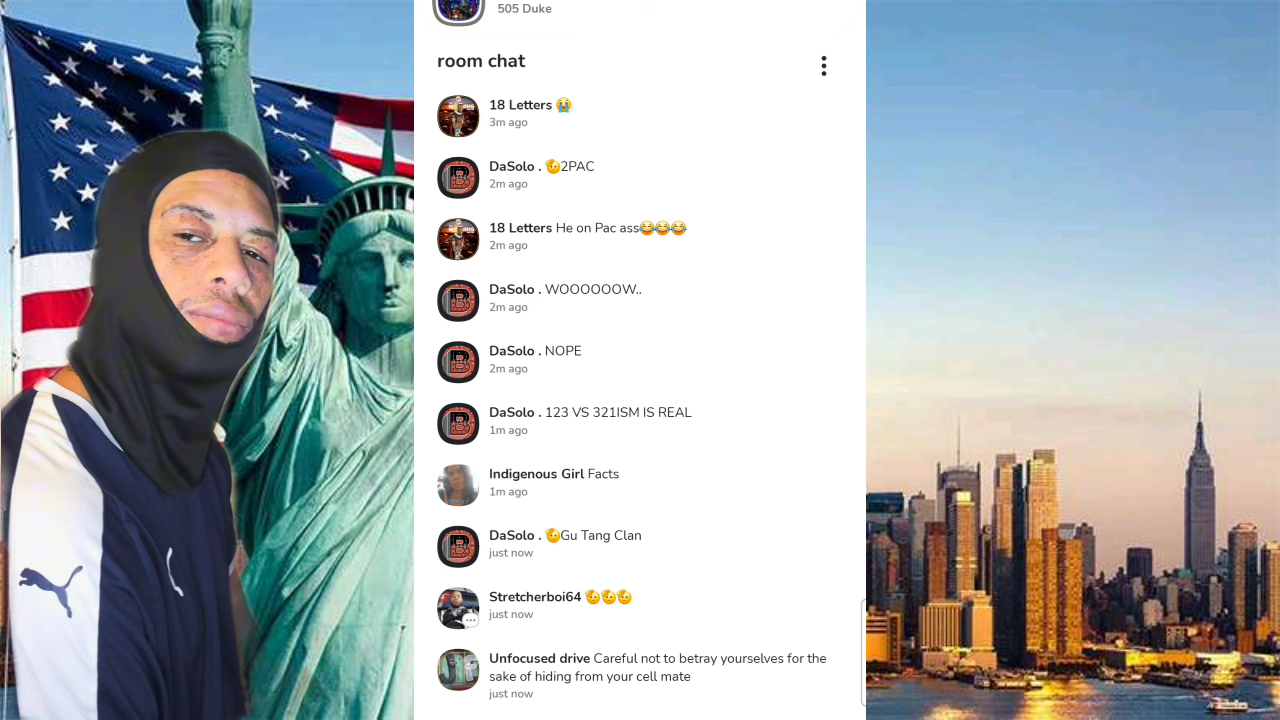 505 Duke
room chat
18 Letters 😭
3m ago
DaSolo . 🫡2PAC
2m ago
18 Letters He on Pac ass😂😂😂
2m ago
DaSolo . WOOOOOOW..
2m ago
DaSolo . NOPE
2m ago
DaSolo . 123 VS 321ISM IS REAL
1m ago
Indigenous Girl Facts
1m ago
DaSolo . 🫡Gu Tang Clan
just now
Stretcherboi64 🫡🫡🫡
just now
Unfocused drive Careful not to betray yourselves for the
sake of hiding from your cell mate
just now